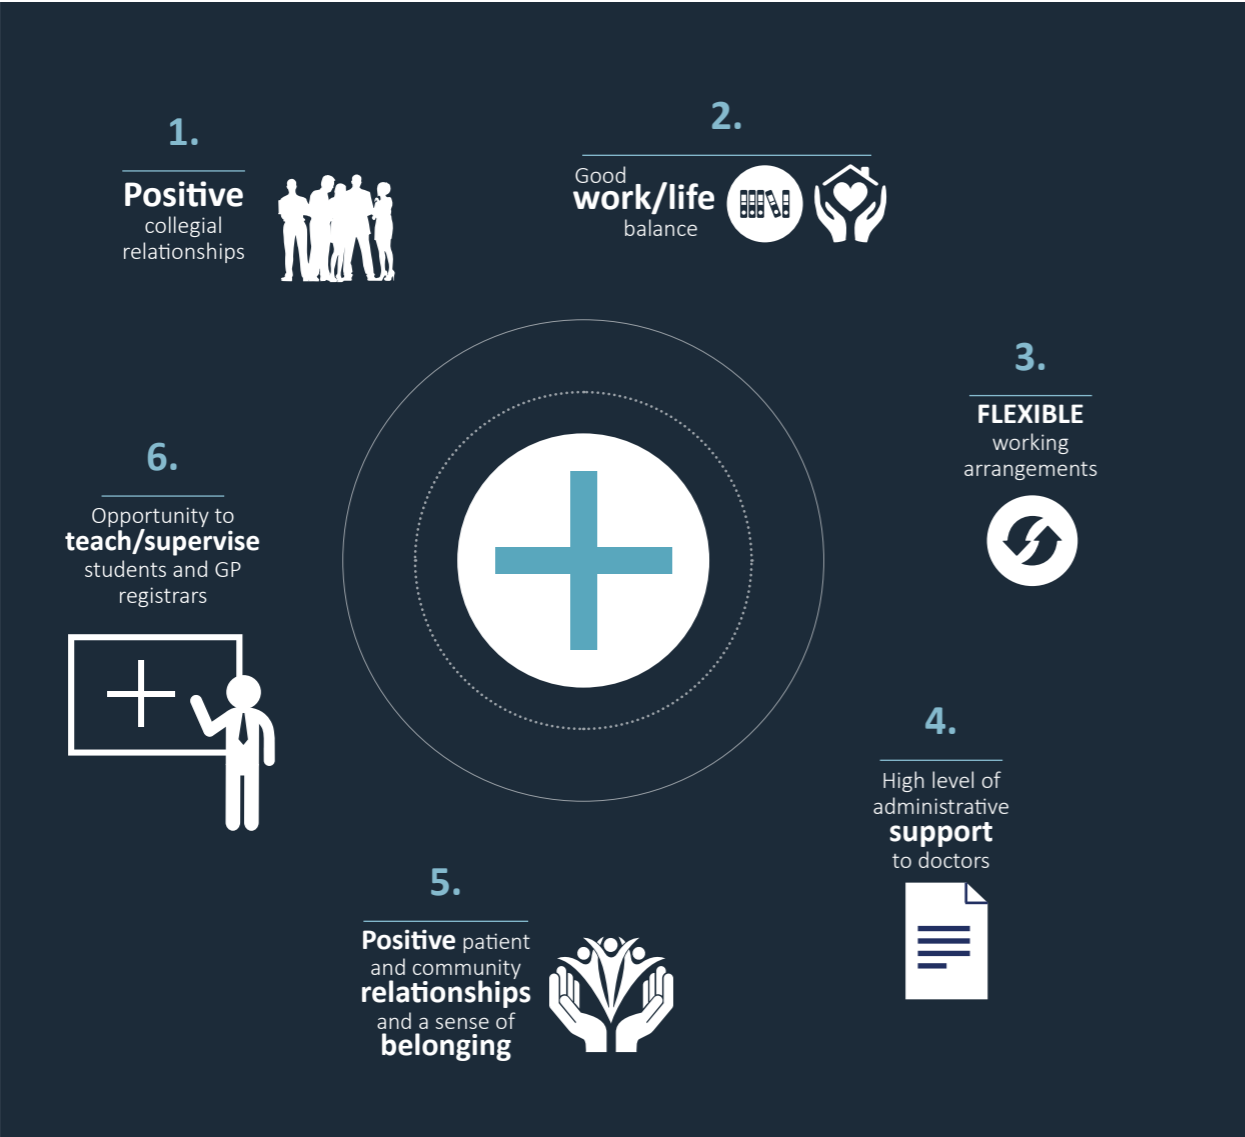 1.
Positive
collegial
relationships
2.
Good
work/life
balance
3.
FLEXIBLE
working
arrangements
4.
High level of
administrative
support
to doctors
5.
Positive patient
and community
relationships
and a sense of
belonging
6.
Opportunity to
teach/supervise
students and GP
registrars